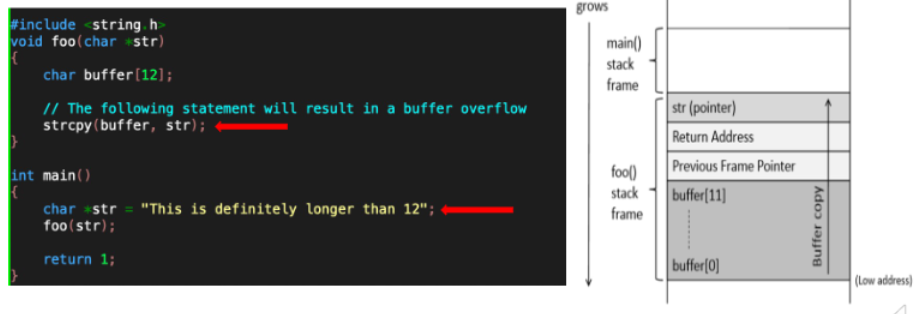 #include <string.h>
void foo(char *str)
{
char buffer[12];
// The following statement will result in a buffer overflow
strcpy(buffer, str);
}
int main()
{
char *str = "This is definitely longer than 12";
foo(str);
return 1;
}
grows
main()
stack
frame
foo()
stack
frame
str (pointer)
Return Address
Previous Frame Pointer
buffer[11]
buffer[0]
Buffer copy
(Low address)